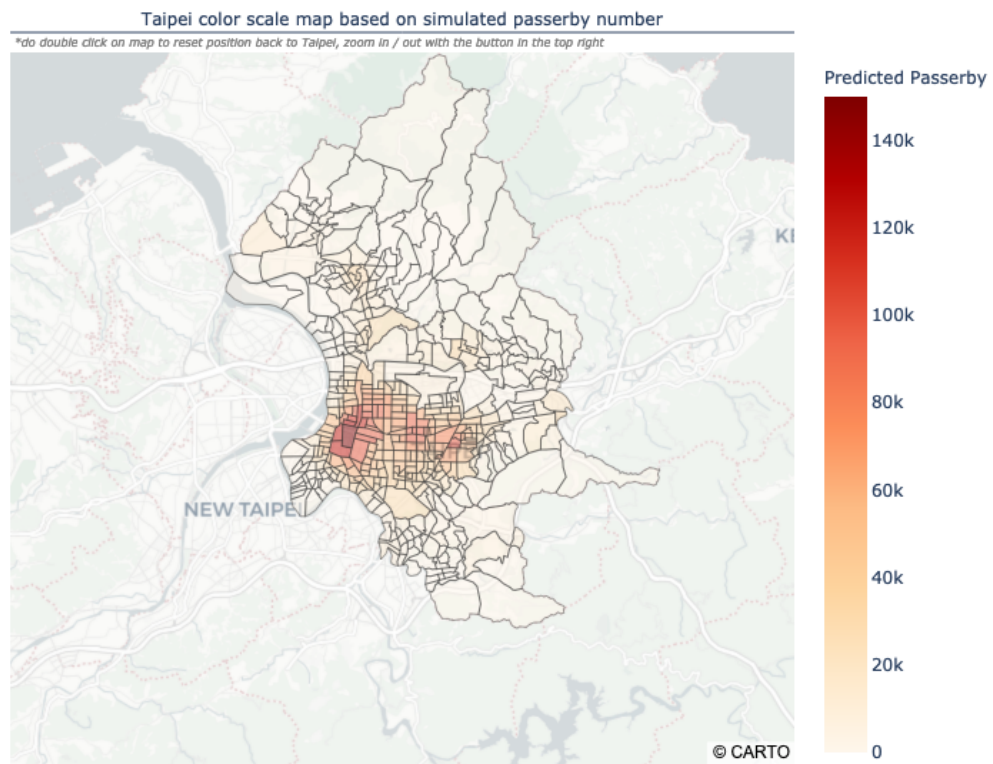 Taipei color scale map based on simulated passerby number
*do double click on map to reset position back to Taipei, zoom in / out with the button in the top right
Predicted Passerby
140k
120k
100k
80k
60k
40k
20k
0
KE
NEW TAIPEI
© CARTO